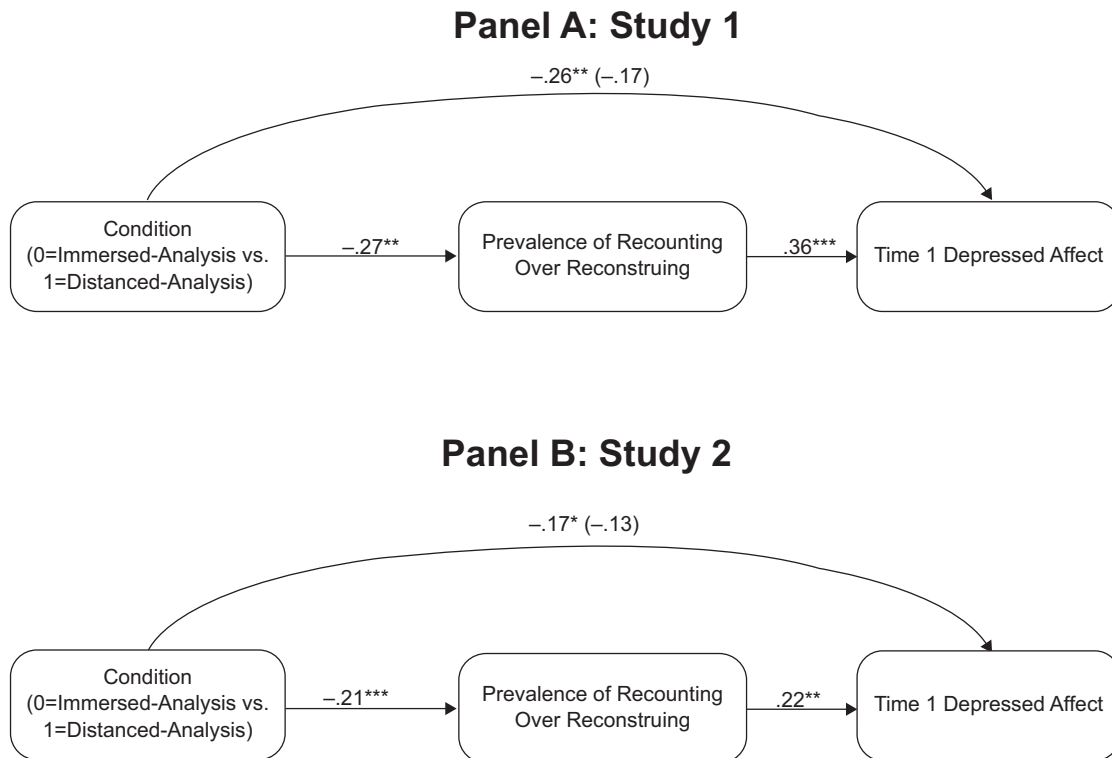 Panel A: Study 1
–.26** (–.17)
Condition
(0=Immersed-Analysis vs.
1=Distanced-Analysis)
–.27**
Prevalence of Recounting
Over Reconstruing
.36***
Time 1 Depressed Affect
Panel B: Study 2
–.17* (–.13)
Condition
(0=Immersed-Analysis vs.
1=Distanced-Analysis)
–.21***
Prevalence of Recounting
Over Reconstruing
.22**
Time 1 Depressed Affect